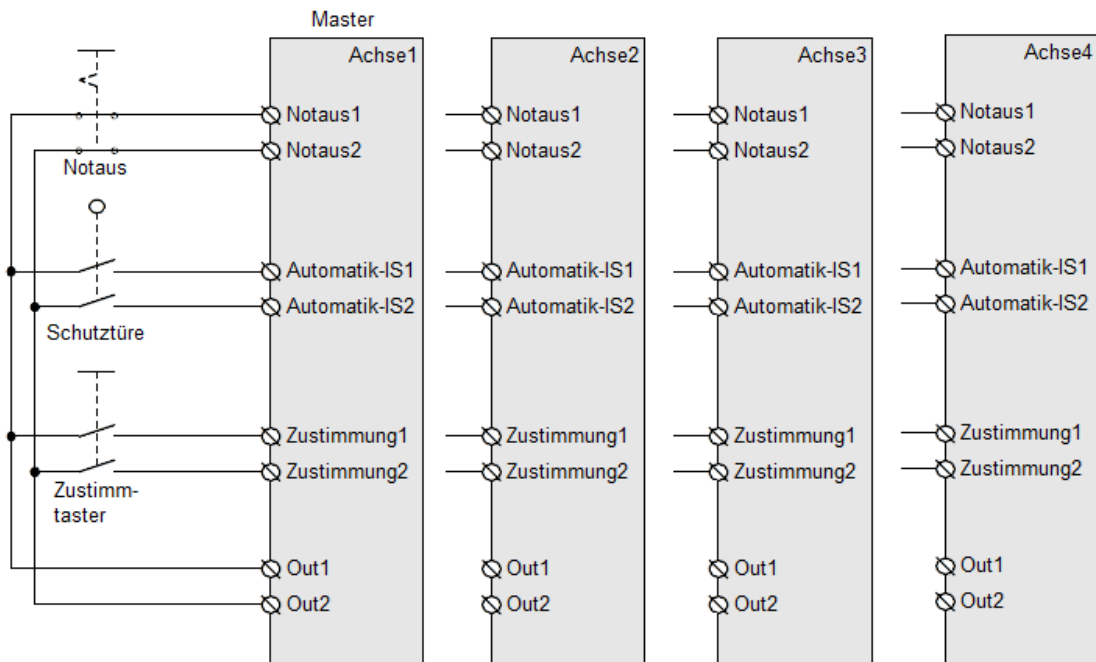 Master
Achse1
Achse2
Achse3
Achse4
Notaus1
Notaus1
Notaus1
Notaus1
Notaus2
Notaus2
Notaus2
Notaus2
Notaus
Automatik-IS1
Automatik-IS1
Automatik-IS1
Automatik-IS1
Automatik-IS2
Automatik-IS2
Automatik-IS2
Automatik-IS2
Schutztüre
Zustimmung1
Zustimmung1
Zustimmung1
Zustimmung1
Zustimmung2
Zustimmung2
Zustimmung2
Zustimmung2
Zustimm-
taster
Out1
Out1
Out1
Out1
Out2
Out2
Out2
Out2